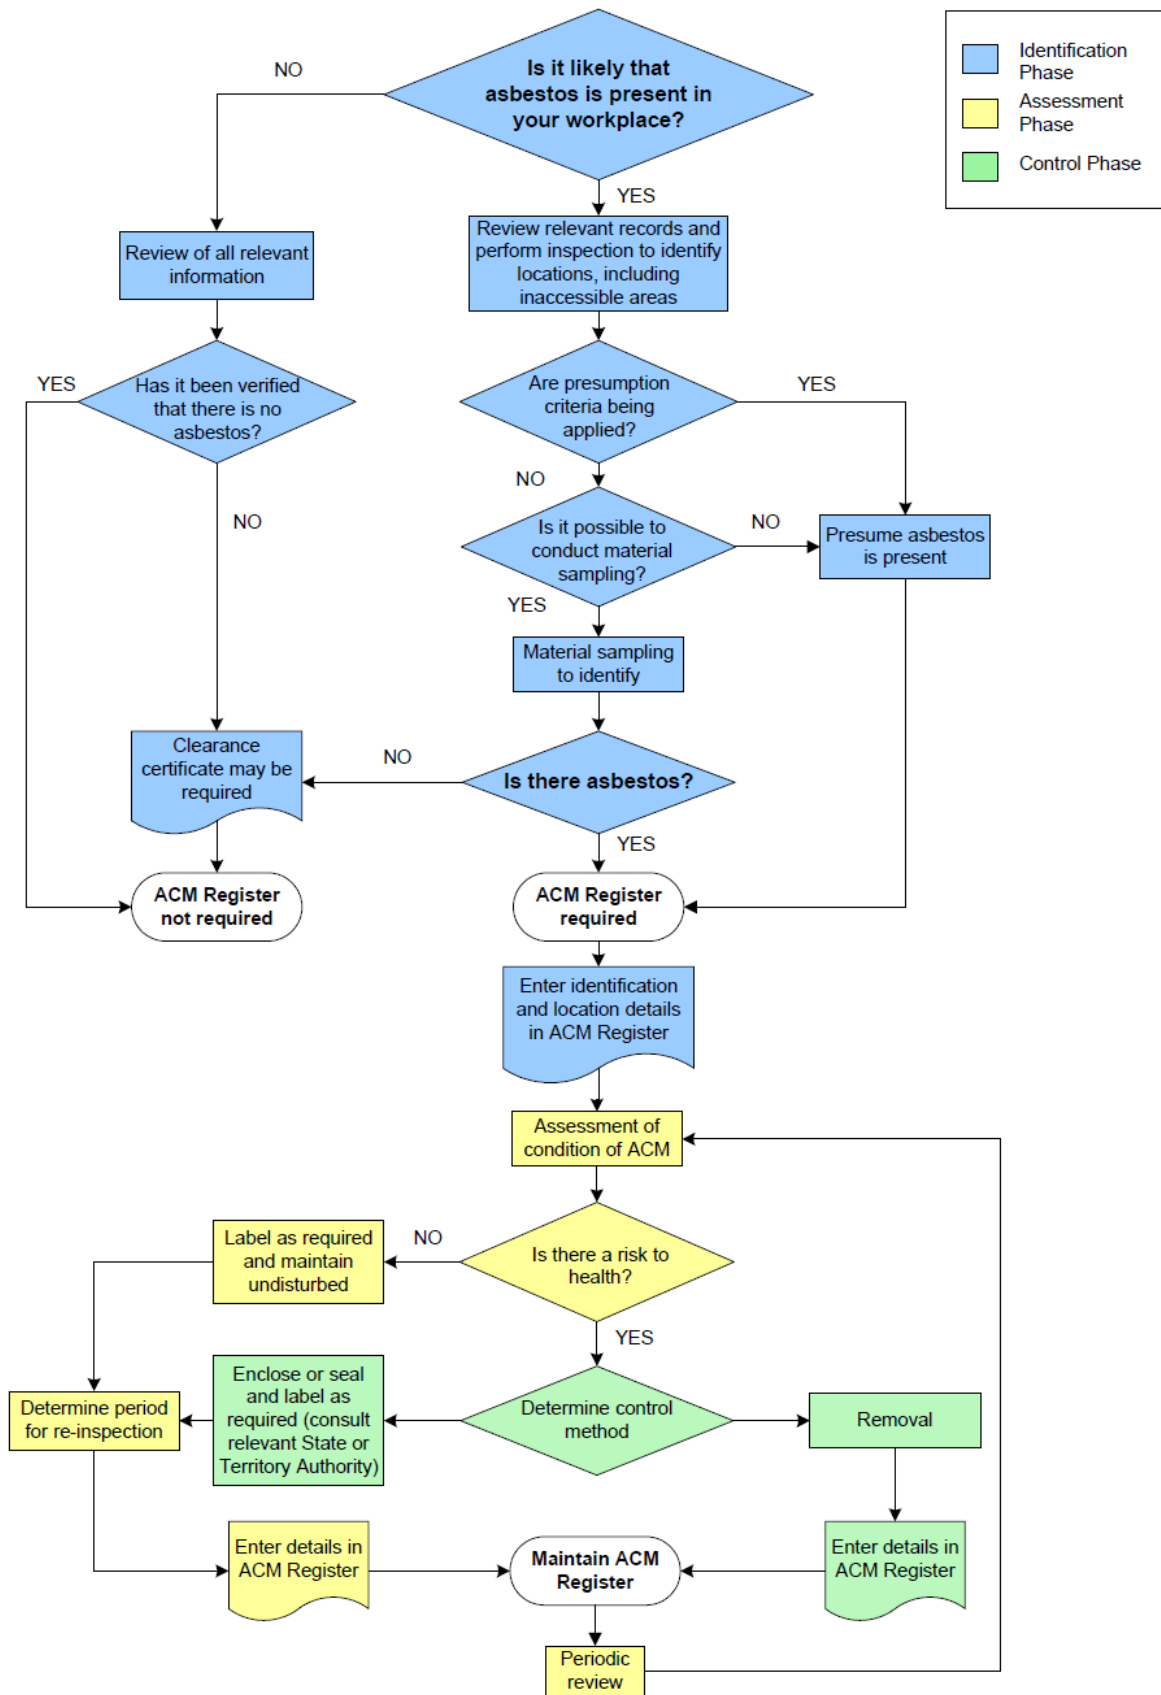 Is it likely that
asbestos is present in
your workplace?
NO
YES
Identification
Phase
Assessment
Phase
Control Phase
Review of all relevant
information
Review relevant records and
perform inspection to identify
locations, including
inaccessible areas
YES
Has it been verified
that there is no
asbestos?
NO
Are presumption
criteria being
applied?
YES
NO
Is it possible to
conduct material
sampling?
NO
Presume asbestos
is present
YES
Material sampling
to identify
Clearance
certificate may be
required
NO
Is there asbestos?
YES
ACM Register
not required
ACM Register
required
Enter identification
and location details
in ACM Register
Assessment of
condition of ACM
Label as required
and maintain
undisturbed
NO
Is there a risk to
health?
YES
Determine period
for re-inspection
Enclose or seal
and label as
required (consult
relevant State or
Territory Authority)
Determine control
method
Removal
Enter details in
ACM Register
Maintain ACM
Register
Enter details in
ACM Register
Periodic
review